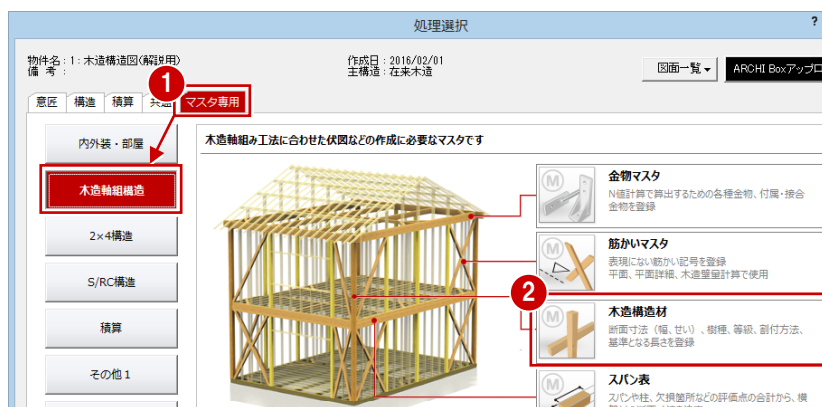 処理選択
?
物件名：1：木造構造図(解説用)
作成日：2016/02/01
備 考：
主構造：在来木造
図面一覧
ARCHI Boxアップロ
1
意匠 構造 積算 マスタ専用
内外装・部屋
木造軸組み工法に合わせた伏図などの作成に必要なマスタです
木造軸組構造
2×4構造
S/RC構造
積算
その他1
M
金物マスタ
N値計算で算出するための各種金物、付属・接合
金物を登録
M
筋かいマスタ
表現にない筋かい記号を登録
平面、平面詳細、木造壁量計算で使用
2
M
木造構造材
断面寸法（幅、せい）、樹種、等級、割付方法、
基準となる長さを登録
M
スパン表
スパンや柱、欠損箇所などの評価点の合計から、横